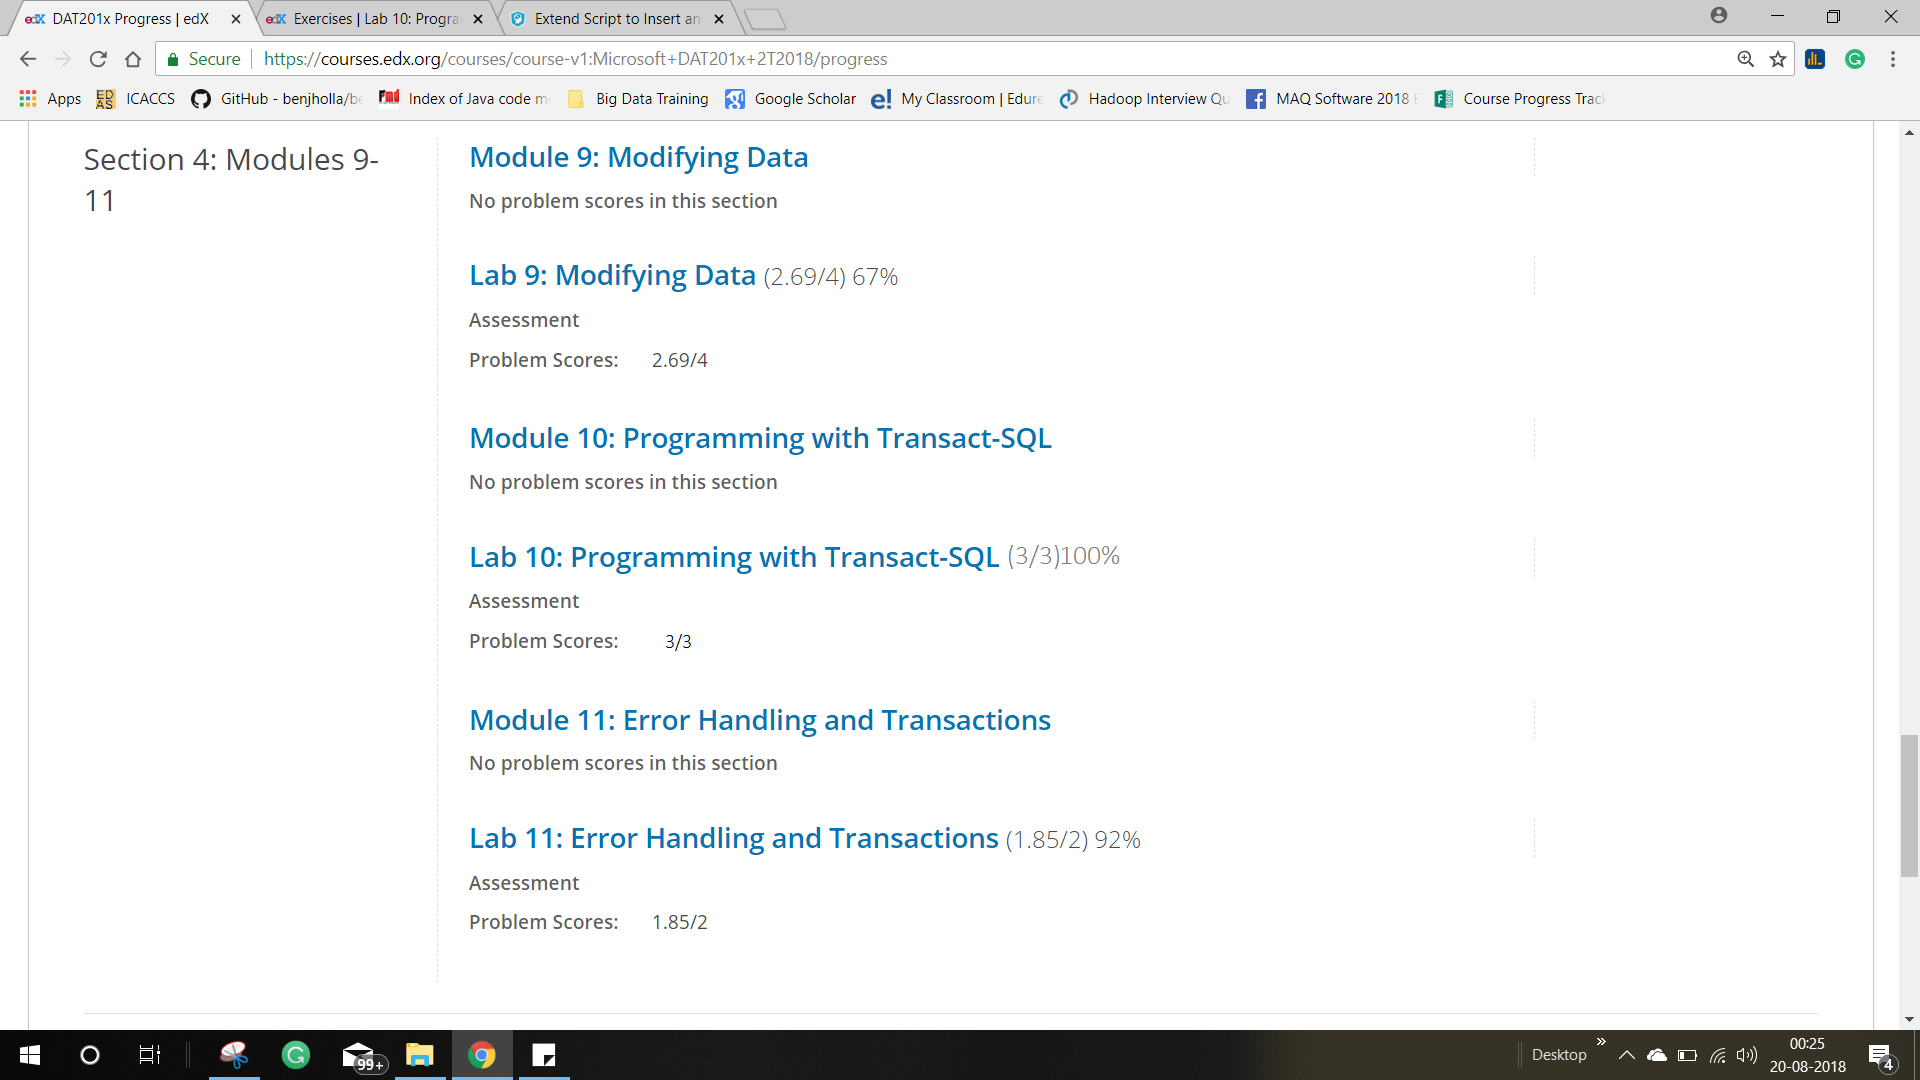 edX DAT201x Progress | edX
edX Exercises | Lab 10: Progra
Extend Script to Insert an
Secure https://courses.edx.org/courses/course-v1:Microsoft+DAT201x+2T2018/progress
Apps
ED
AS
ICACCS
GitHub - benjholla/be
Fmd
Index of Java code m
Big Data Training
g
Google Scholar
e!
My Classroom | Edure
Hadoop Interview Qu
MAQ Software 2018 E
Course Progress Trac
Section 4: Modules 9-
11
Module 9: Modifying Data
No problem scores in this section
Lab 9: Modifying Data (2.69/4) 67%
Assessment
Problem Scores: 2.69/4
Module 10: Programming with Transact-SQL
No problem scores in this section
Lab 10: Programming with Transact-SQL (3/3)100%
Assessment
Problem Scores: 3/3
Module 11: Error Handling and Transactions
No problem scores in this section
Lab 11: Error Handling and Transactions (1.85/2) 92%
Assessment
Problem Scores: 1.85/2
99+
Desktop
00:25
20-08-2018
4